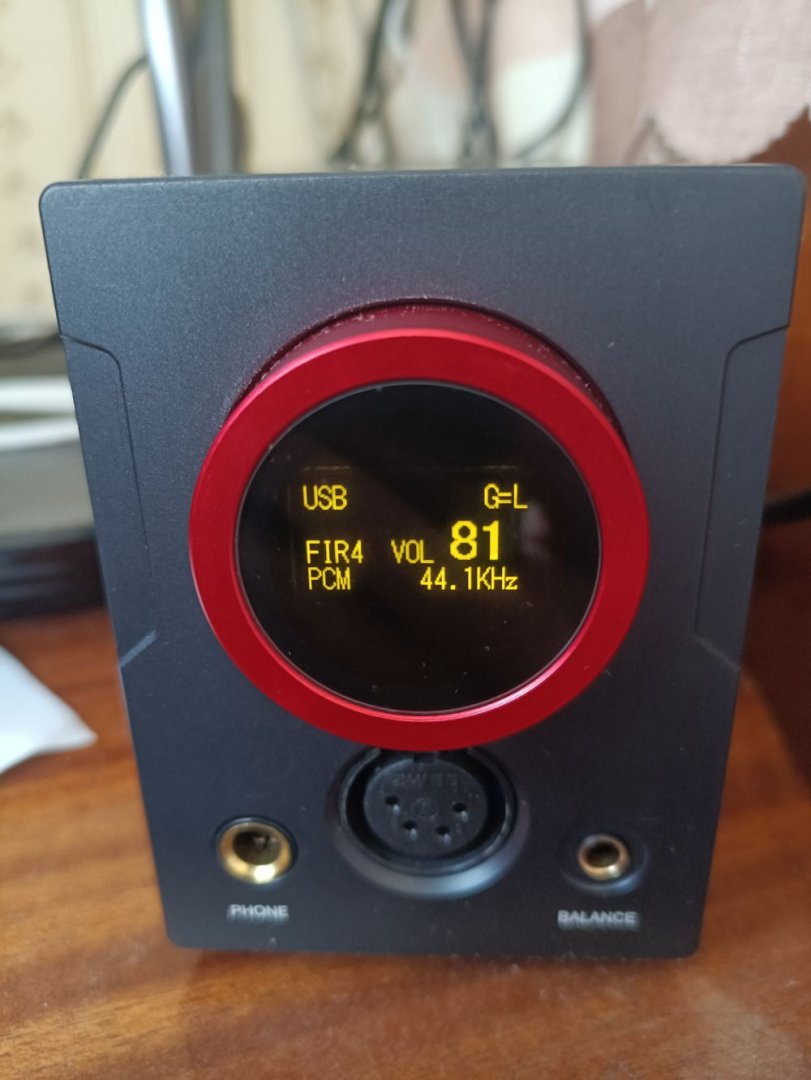 USB G=L
FIR4 VOL 81
PCM 44.1KHz
PHONE
BALANCE